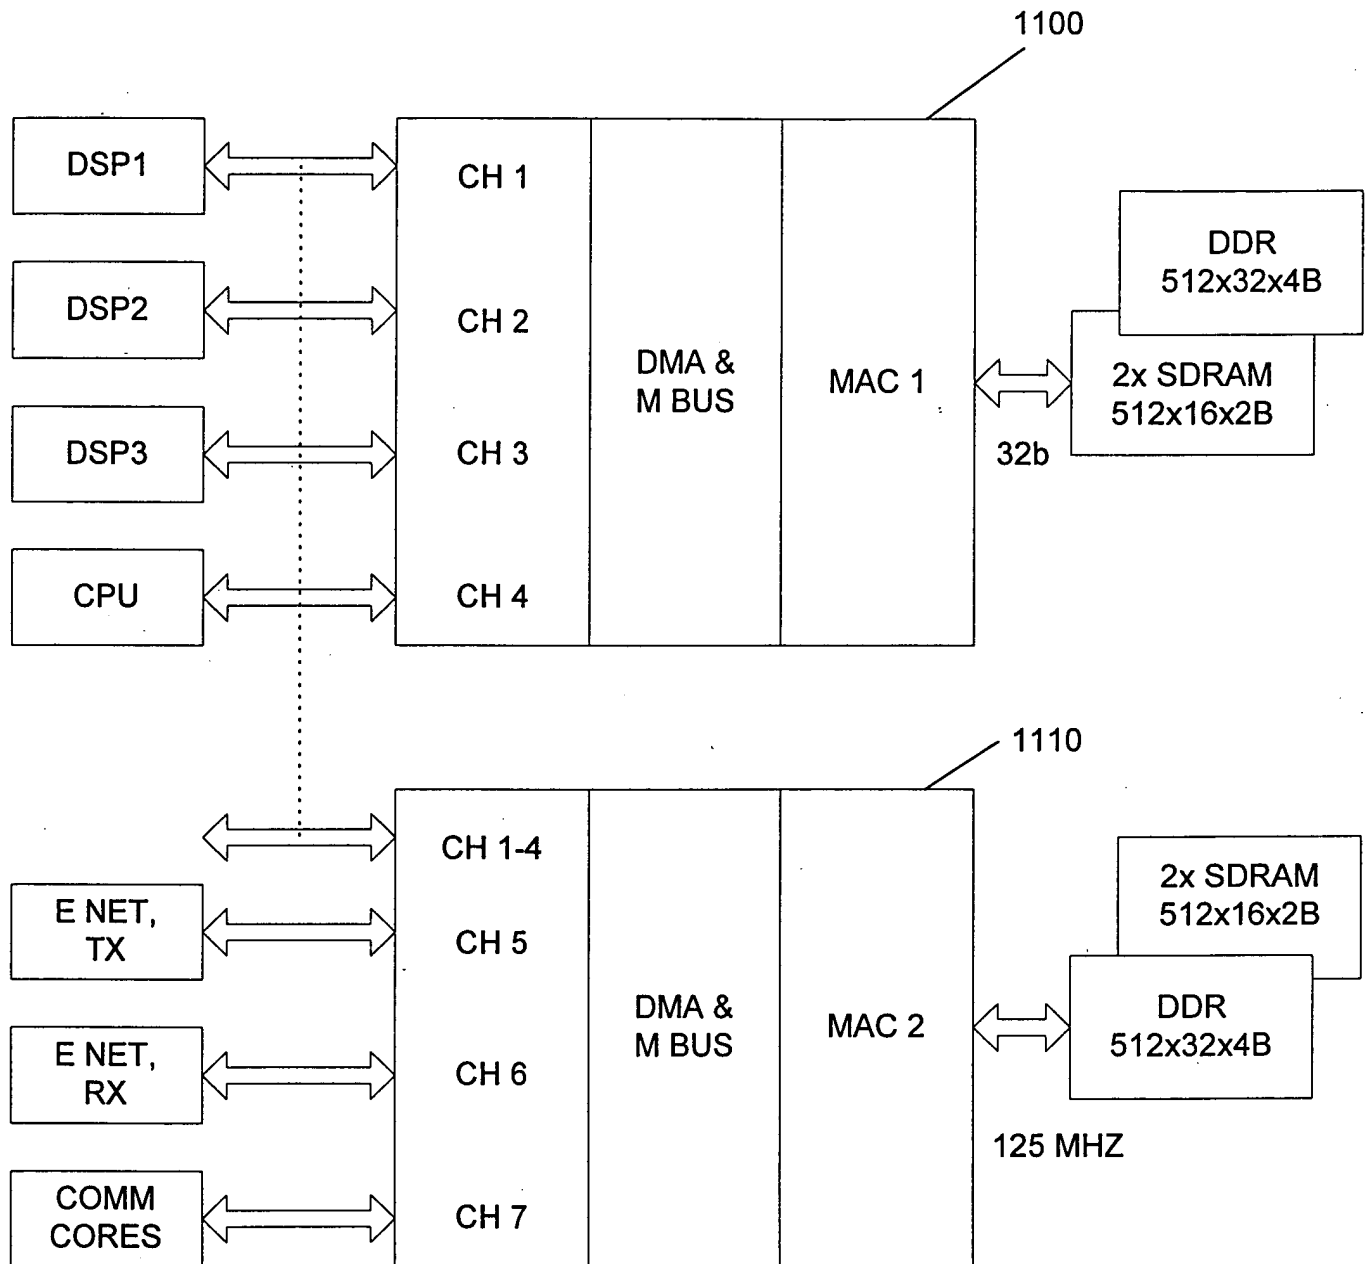 1100
DSP1
CH 1
DSP2
CH 2
DSP3
CH 3
CPU
CH 4
DMA &
M BUS
MAC 1
32b
DDR
512x32x4B
2x SDRAM
512x16x2B
1110
CH 1-4
E NET,
TX
CH 5
E NET,
RX
CH 6
COMM
CORES
CH 7
DMA &
M BUS
MAC 2
125 MHZ
2x SDRAM
512x16x2B
DDR
512x32x4B